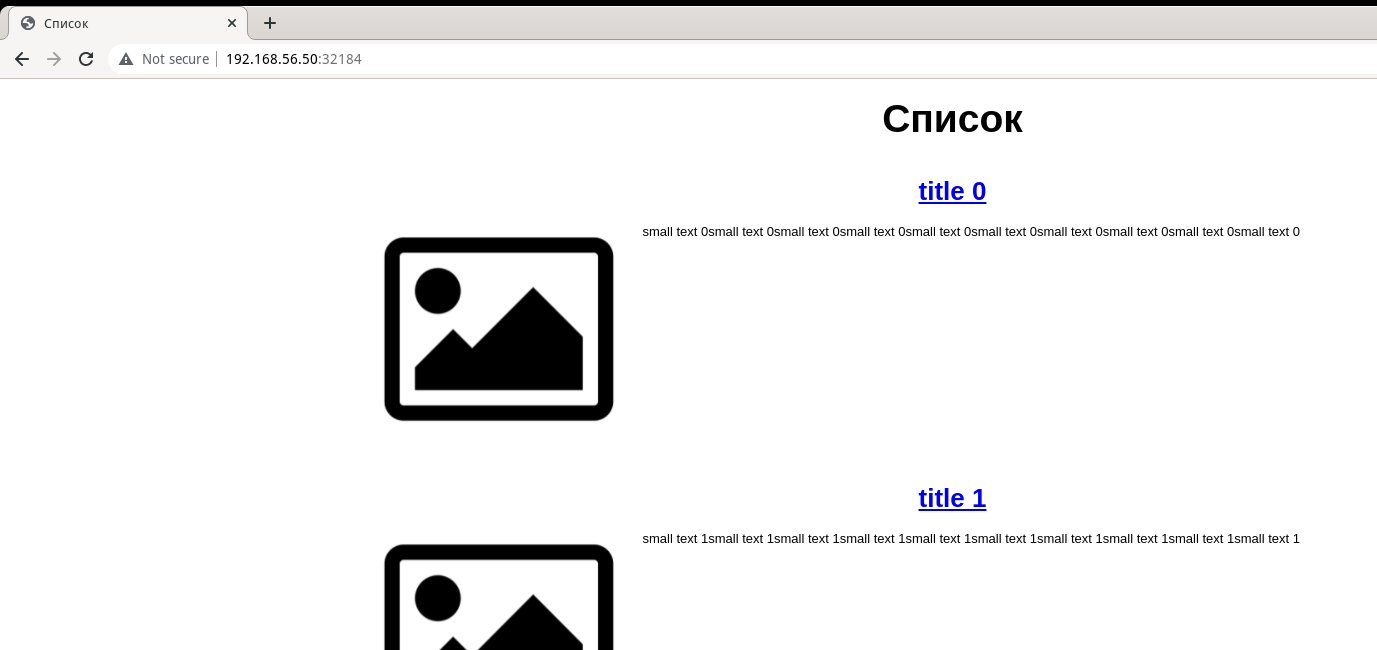 Список
Not secure 192.168.56.50:32184
Список
title 0
small text 0small text 0small text 0small text 0small text 0small text 0small text 0small text 0small text 0small text 0
title 1
small text 1small text 1small text 1small text 1small text 1small text 1small text 1small text 1small text 1small text 1